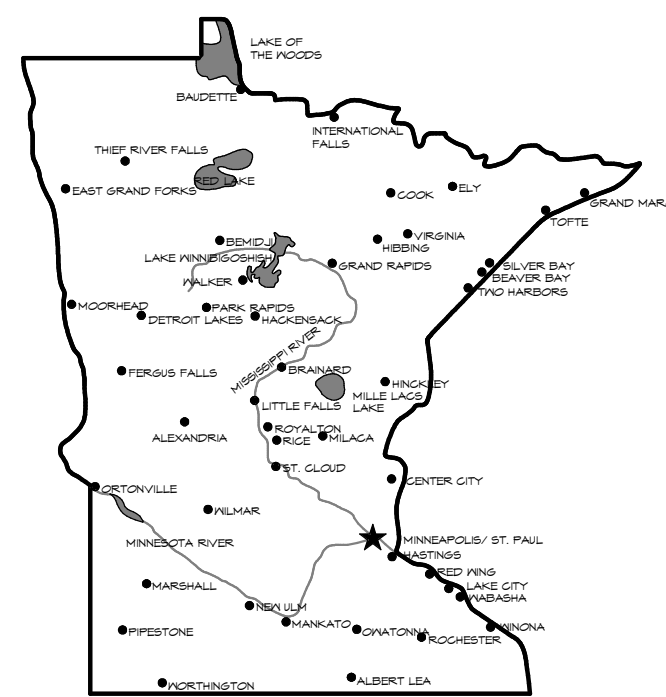 LAKE OF
THE WOODS
BAUDETTE
INTERNATIONAL
FALLS
THIEF RIVER FALLS
RED LAKE
EAST GRAND FORKS
COOK
ELY
GRAND MAR
TOFTE
BEMIDJI
VIRGINIA
HIBBING
LAKE WINNIBIGOSHISH
GRAND RAPIDS
SILVER BAY
BEAVER BAY
WALKER
TWO HARBORS
MOORHEAD
PARK RAPIDS
DETROIT LAKES
HACKENSACK
MISSISSIPPI RIVER
FERGUS FALLS
BRAINARD
HINCKLEY
MILLE LACS
LAKE
LITTLE FALLS
ROYALTON
ALEXANDRIA
RICE
MILACA
ST. CLOUD
CENTER CITY
ORTONVILLE
WILMAR
MINNESOTA RIVER
MINNEAPOLIS/ ST. PAUL
HASTINGS
RED WING
MARSHALL
LAKE CITY
WABASHA
NEW ULM
MANKATO
PIPESTONE
OWATONNA
WINONA
ROCHESTER
WORTHINGTON
ALBERT LEA